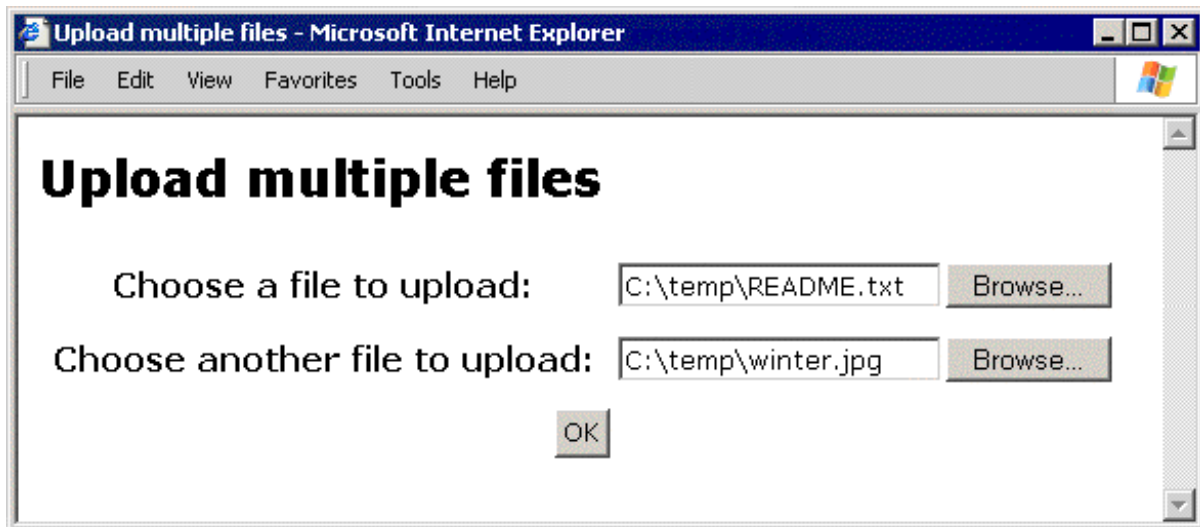 Upload multiple files - Microsoft Internet Explorer
File Edit View Favorites Tools Help
Upload multiple files
Choose a file to upload: C:\temp\README.txt Browse...
Choose another file to upload: C:\temp\winter.jpg Browse...
OK